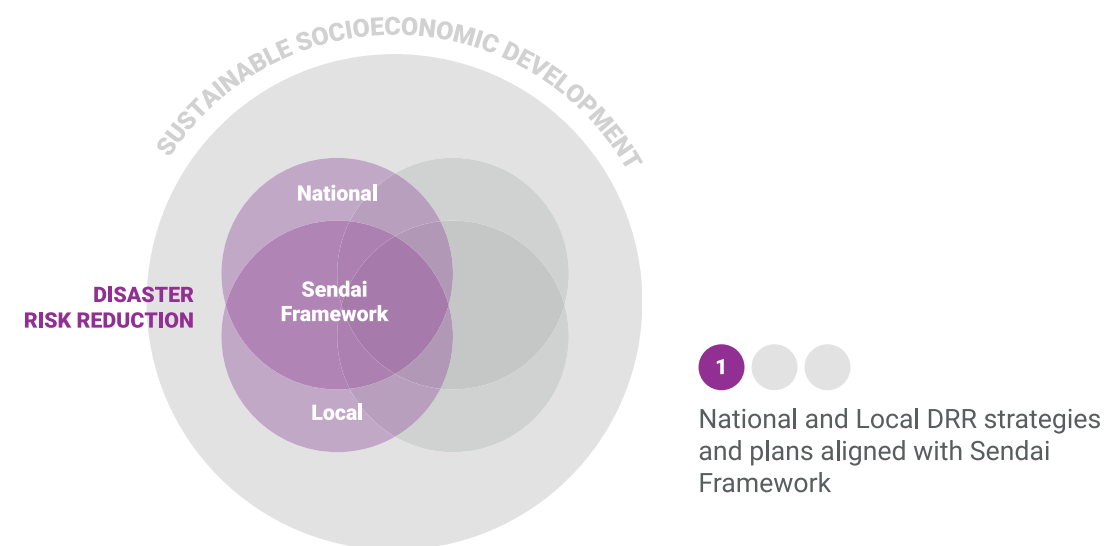 SUSTAINABLE SOCIOECONOMIC DEVELOPMENT
National
Sendai
Framework
DISASTER
RISK REDUCTION
Local
1
National and Local DRR strategies
and plans aligned with Sendai
Framework